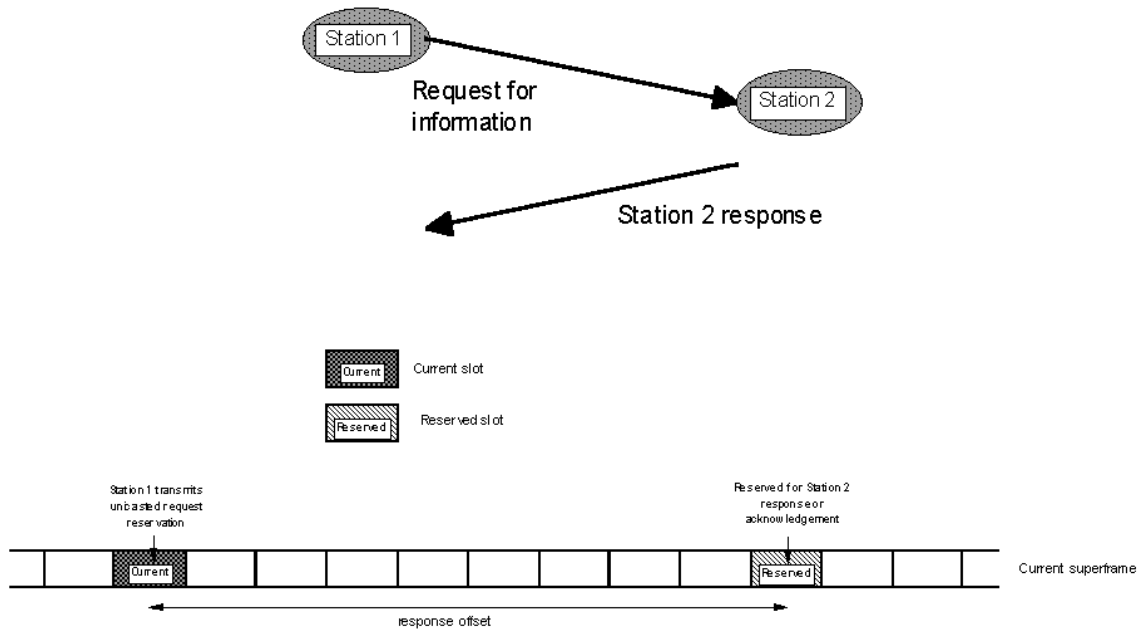 Station 1
Request for
information
Station 2
Station 2 response
Current
Current slot
Reserved
Reserved slot
Station 1 transmits
unicasted request
reservation
Reserved for Station 2
response or
acknowledgement
Current
Reserved
Current superframe
response offset